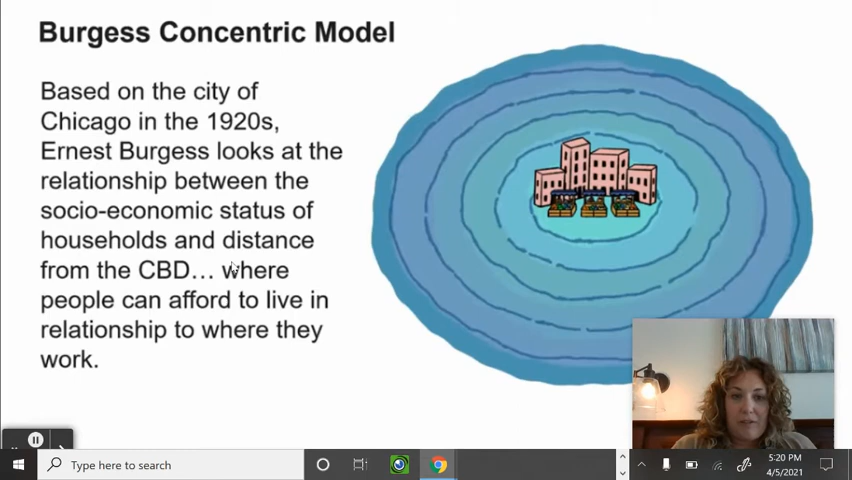 Burgess Concentric Model
Based on the city of
Chicago in the 1920s,
Ernest Burgess looks at the
relationship between the
socio-economic status of
households and distance
from the CBD... where
people can afford to live in
relationship to where they
work.
Type here to search
5:20 PM
4/5/2021